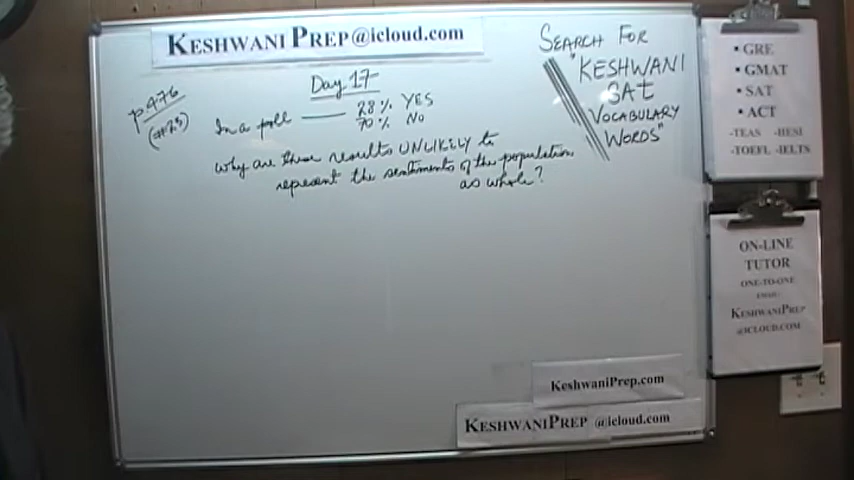 KESHWANI PREP@icloud.com
Day 17
p.476
(#23)
In a poll —— 28% YES
70% NO
why are these results UNLIKELY to
represent the sentiments of the population
as whole?
SEARCH FOR
"KESHWANI
SAT
VOCABULARY
WORDS"
• GRE
• GMAT
• SAT
• ACT
-TEAS -HESI
-TOEFL -IELTS
ON-LINE
TUTOR
ONE-TO-ONE
EMAIL:
KESHWANIPREP
@ICLOUD.COM
KeshwaniPrep.com
KESHWANIPREP @icloud.com